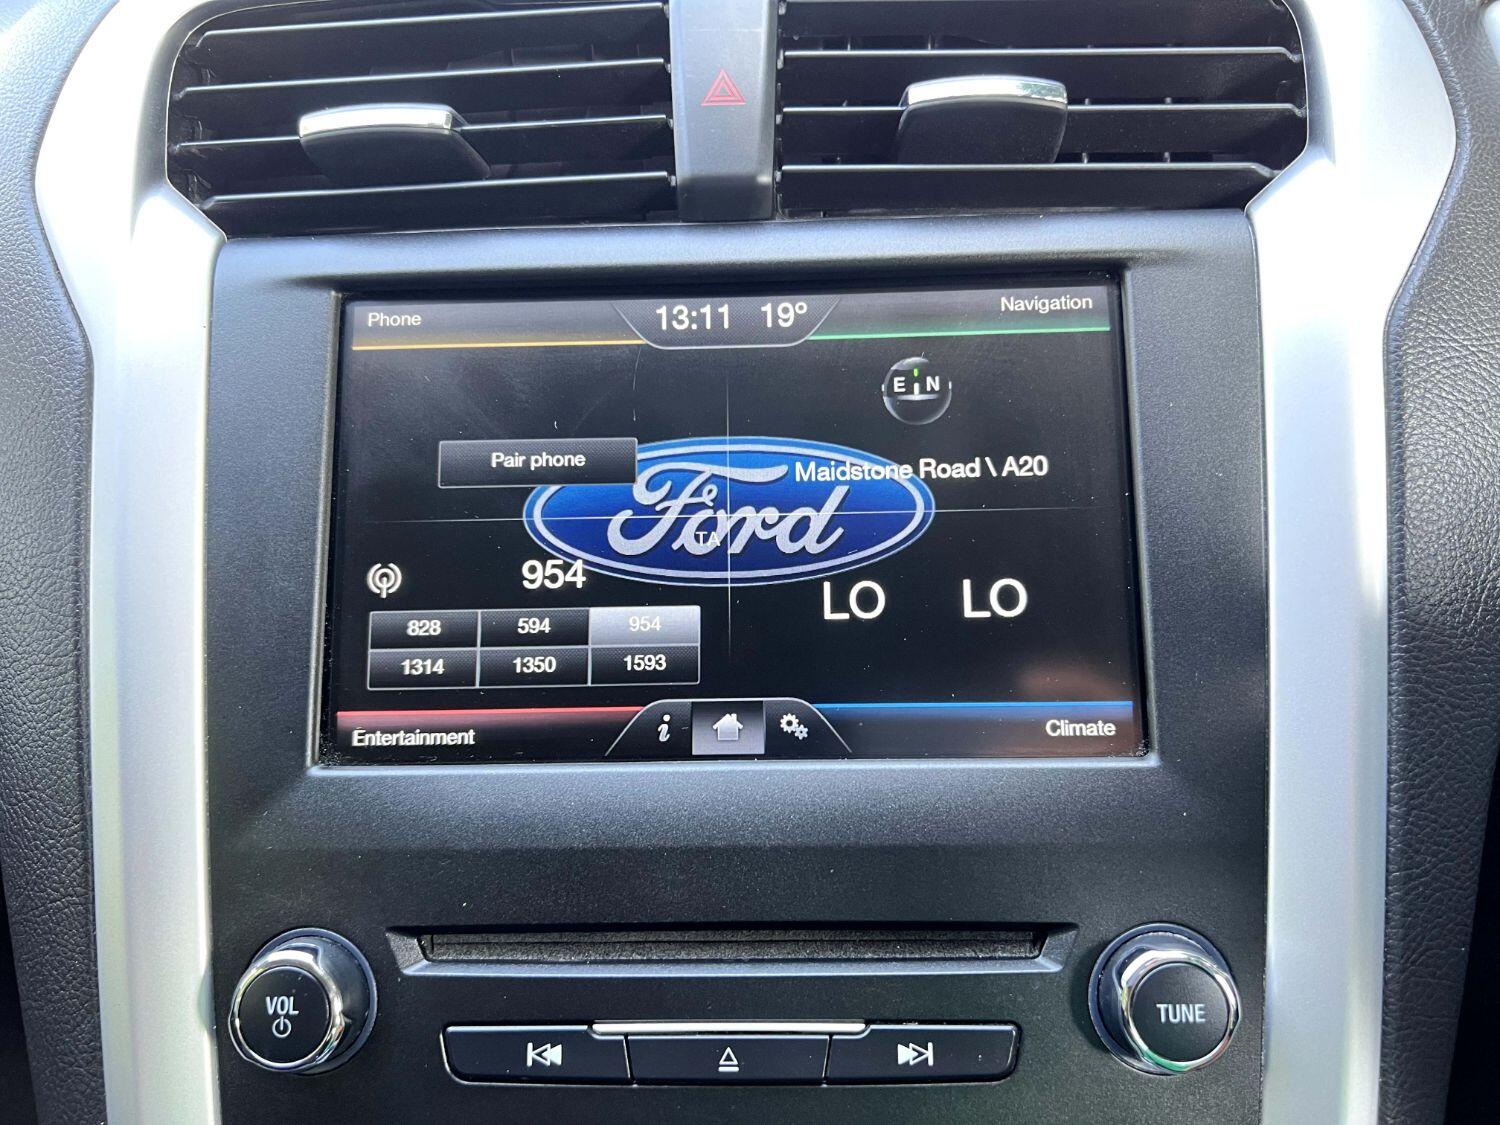 Phone
13:11 19°
Navigation
E N
Pair phone
Maidstone Road \ A20
Ford
TA
954
LO LO
828 594 954
1314 1350 1593
i
Entertainment
Climate
VOL
TUNE